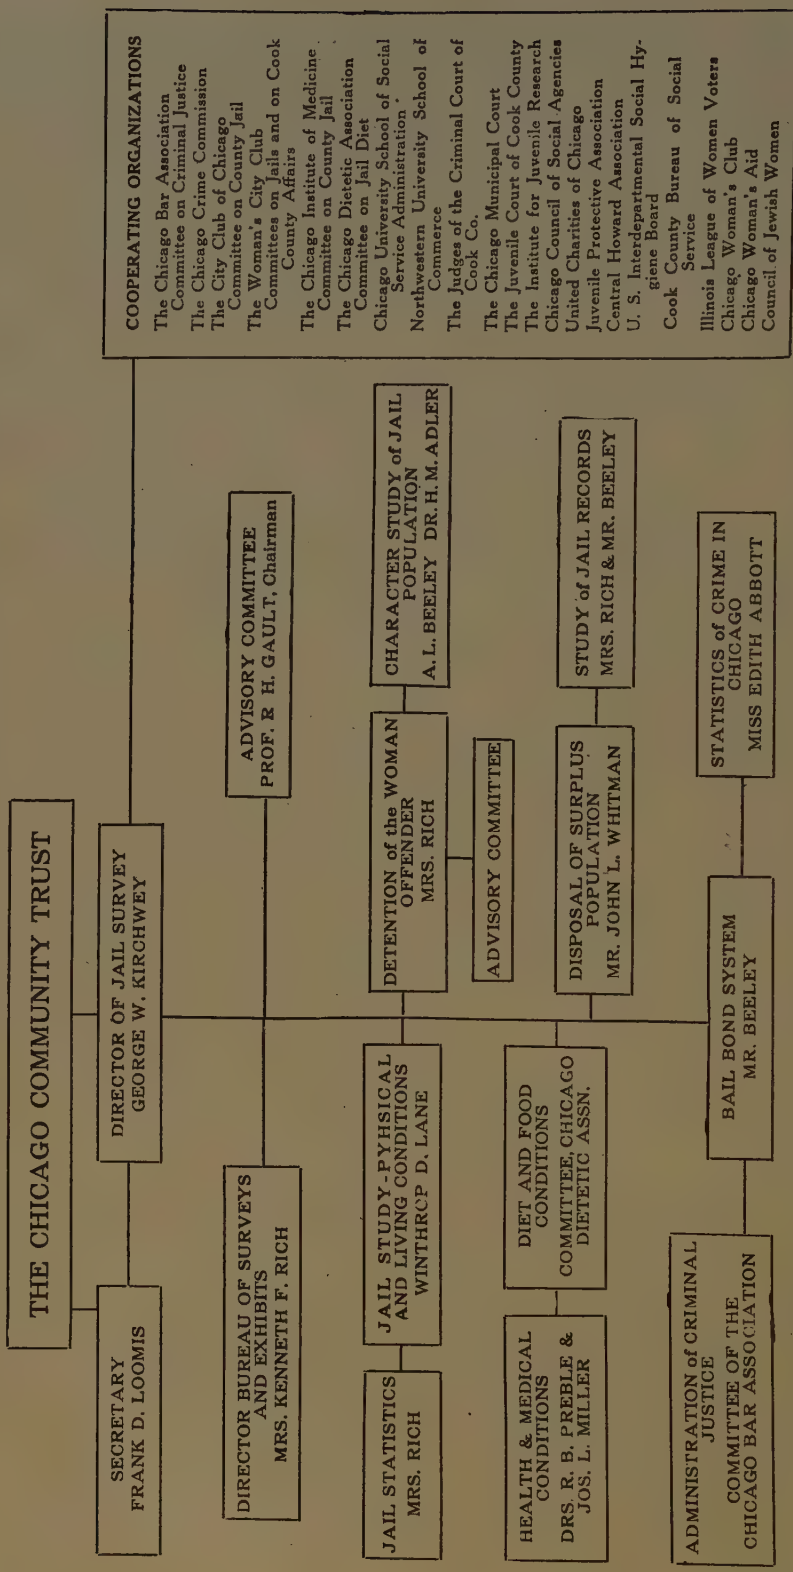 THE CHICAGO COMMUNITY TRUST
SECRETARY
FRANK D. LOOMIS
DIRECTOR OF JAIL SURVEY
GEORGE W. KIRCHWEY
DIRECTOR BUREAU OF SURVEYS
AND EXHIBITS
MRS. KENNETH F. RICH
ADVISORY COMMITTEE
PROF. R H. GAULT, Chairman
JAIL STATISTICS
MRS. RICH
JAIL STUDY-PYHSICAL
AND LIVING CONDITIONS
WINTHROP D. LANE
DETENTION of the WOMAN
OFFENDER
MRS. RICH
CHARACTER STUDY of JAIL
POPULATION
A. L. BEELEY DR. H. M. ADLER
ADVISORY COMMITTEE
HEALTH & MEDICAL
CONDITIONS
DRS. R. B. PREBLE &
JOS. L. MILLER
DIET AND FOOD
CONDITIONS
COMMITTEE, CHICAGO
DIETETIC ASSN.
DISPOSAL OF SURPLUS
POPULATION
MR. JOHN L. WHITMAN
STUDY of JAIL RECORDS
MRS. RICH & MR. BEELEY
ADMINISTRATION of CRIMINAL
JUSTICE
COMMITTEE OF THE
CHICAGO BAR ASSOCIATION
BAIL BOND SYSTEM
MR. BEELEY
STATISTICS of CRIME IN
CHICAGO
MISS EDITH ABBOTT
COOPERATING ORGANIZATIONS
The Chicago Bar Association
Committee on Criminal Justice
The Chicago Crime Commission
The City Club of Chicago
Committee on County Jail
The Woman's City Club
Committees on Jails and on Cook
County Affairs
The Chicago Institute of Medicine
Committee on County Jail
The Chicago Dietetic Association
Committee on Jail Diet
Chicago University School of Social
Service Administration
Northwestern University School of
Commerce
The Judges of the Criminal Court of
Cook Co.
The Chicago Municipal Court
The Juvenile Court of Cook County
The Institute for Juvenile Research
Chicago Council of Social Agencies
United Charities of Chicago
Juvenile Protective Association
Central Howard Association
U. S. Interdepartmental Social Hy-
giene Board
Cook County Bureau of Social
Service
Illinois League of Women Voters
Chicago Woman's Club
Chicago Woman's Aid
Council of Jewish Women